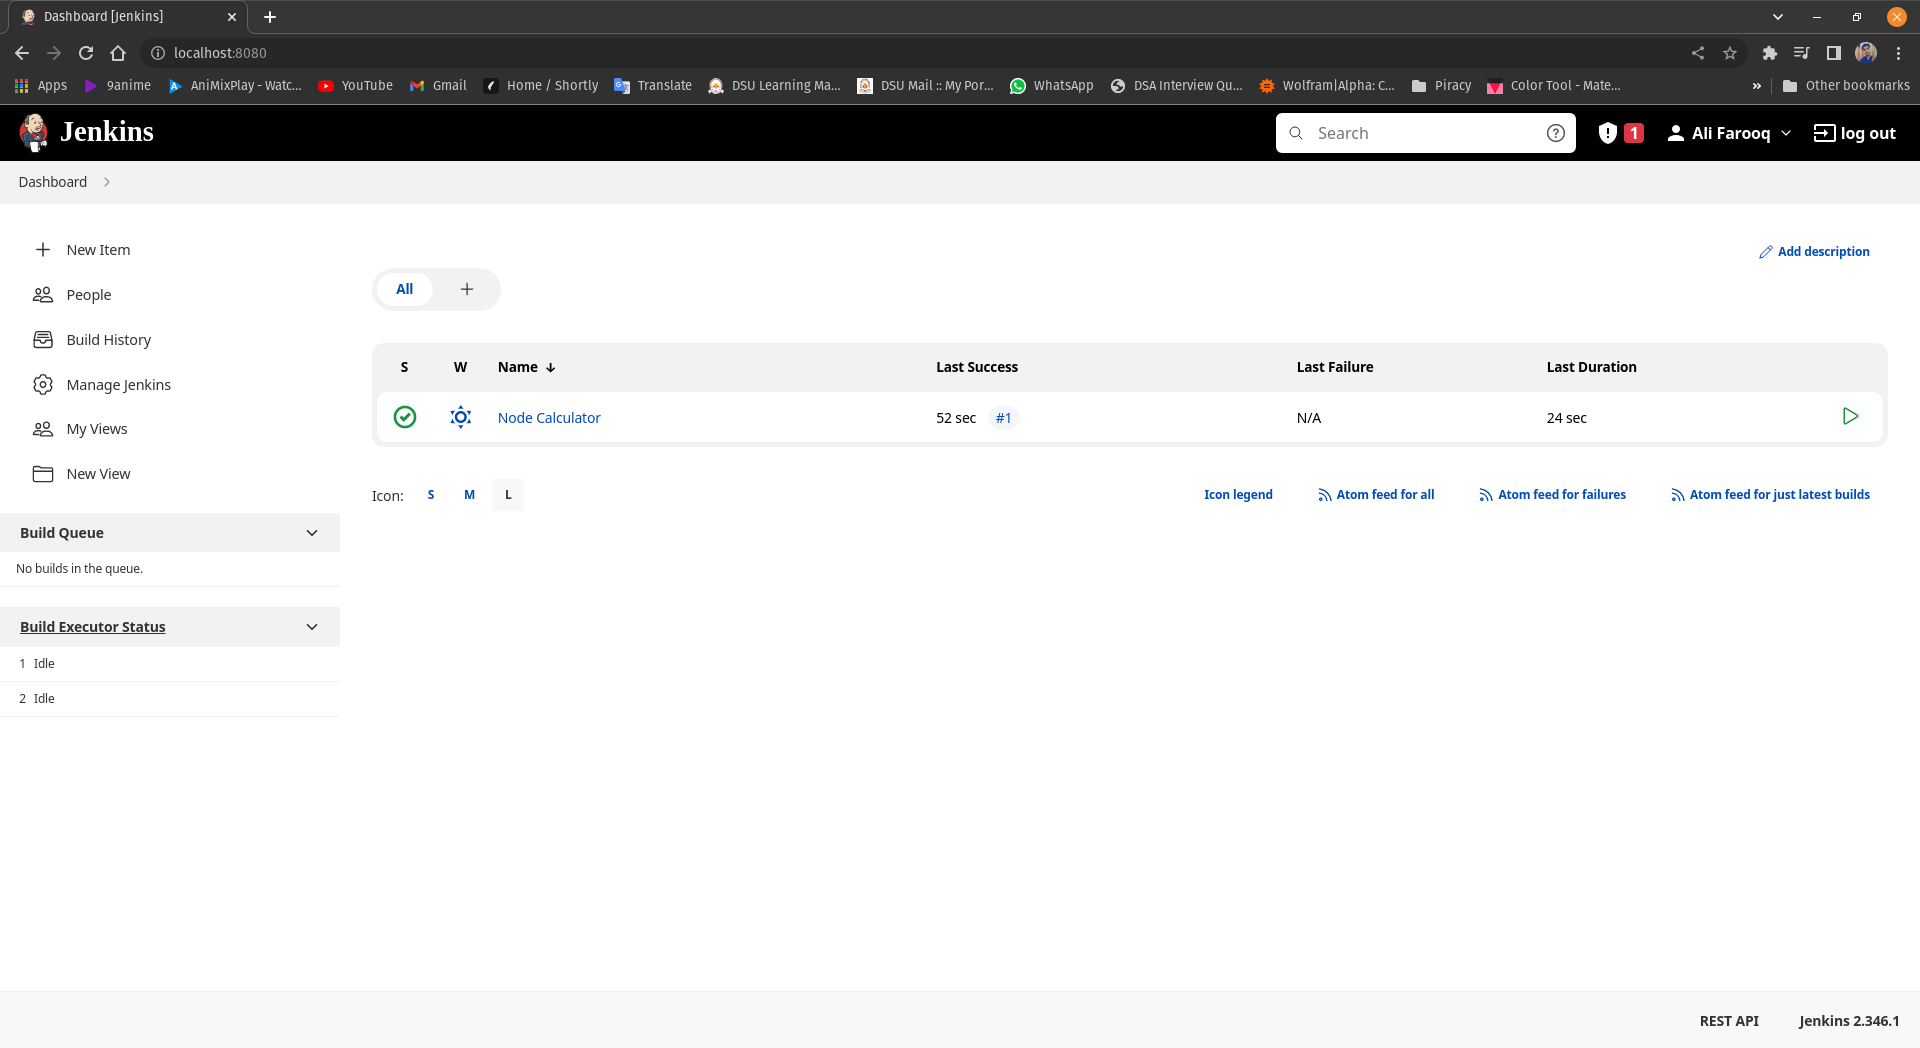 Dashboard [Jenkins]
localhost:8080
Apps 9anime AniMixPlay - Watc... YouTube Gmail Home / Shortly Translate DSU Learning Ma... DSU Mail :: My Por... WhatsApp DSA Interview Qu... Wolfram|Alpha: C... Piracy Color Tool - Mate... » Other bookmarks
Jenkins Search 1 Ali Farooq log out
Dashboard
New Item
Add description
People
All
Build History
Manage Jenkins
My Views
New View
S W Name ↓ Last Success Last Failure Last Duration
Node Calculator 52 sec #1 N/A 24 sec
Icon: S M L Icon legend Atom feed for all Atom feed for failures Atom feed for just latest builds
Build Queue
No builds in the queue.
Build Executor Status
1 Idle
2 Idle
REST API Jenkins 2.346.1